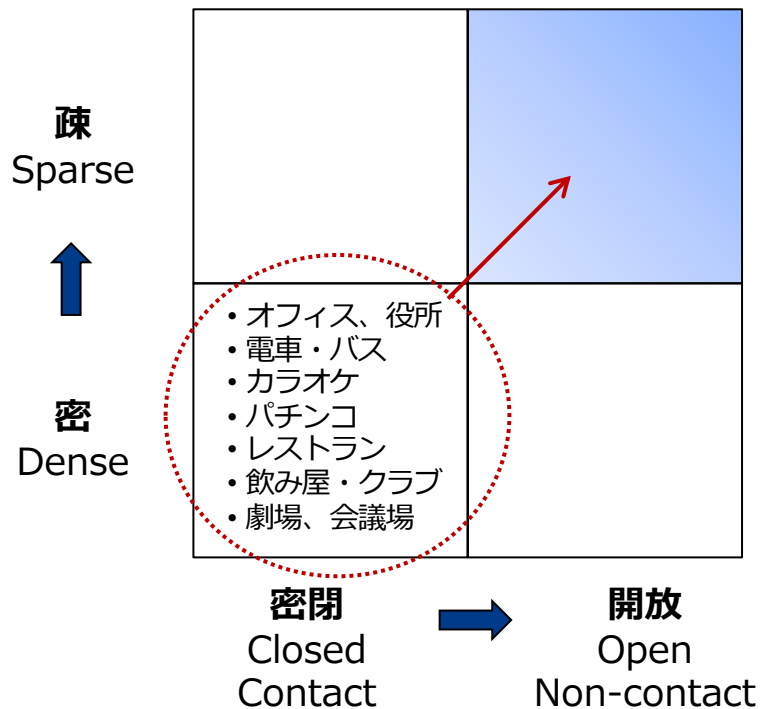 疎
Sparse
密
Dense
• オフィス、役所
• 電車・バス
• カラオケ
• パチンコ
• レストラン
• 飲み屋・クラブ
• 劇場、会議場
密閉
Closed
Contact
開放
Open
Non-contact